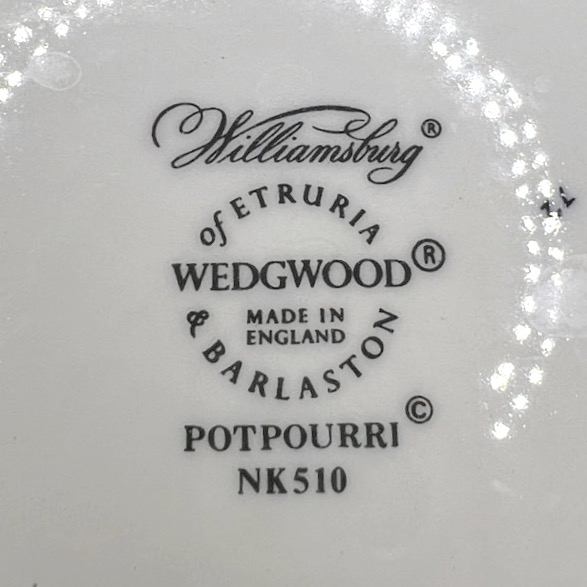 Williamsburg®
of ETRURIA
WEDGWOOD®
MADE IN
ENGLAND
& BARLASTON
POTPOURRI©
NK510